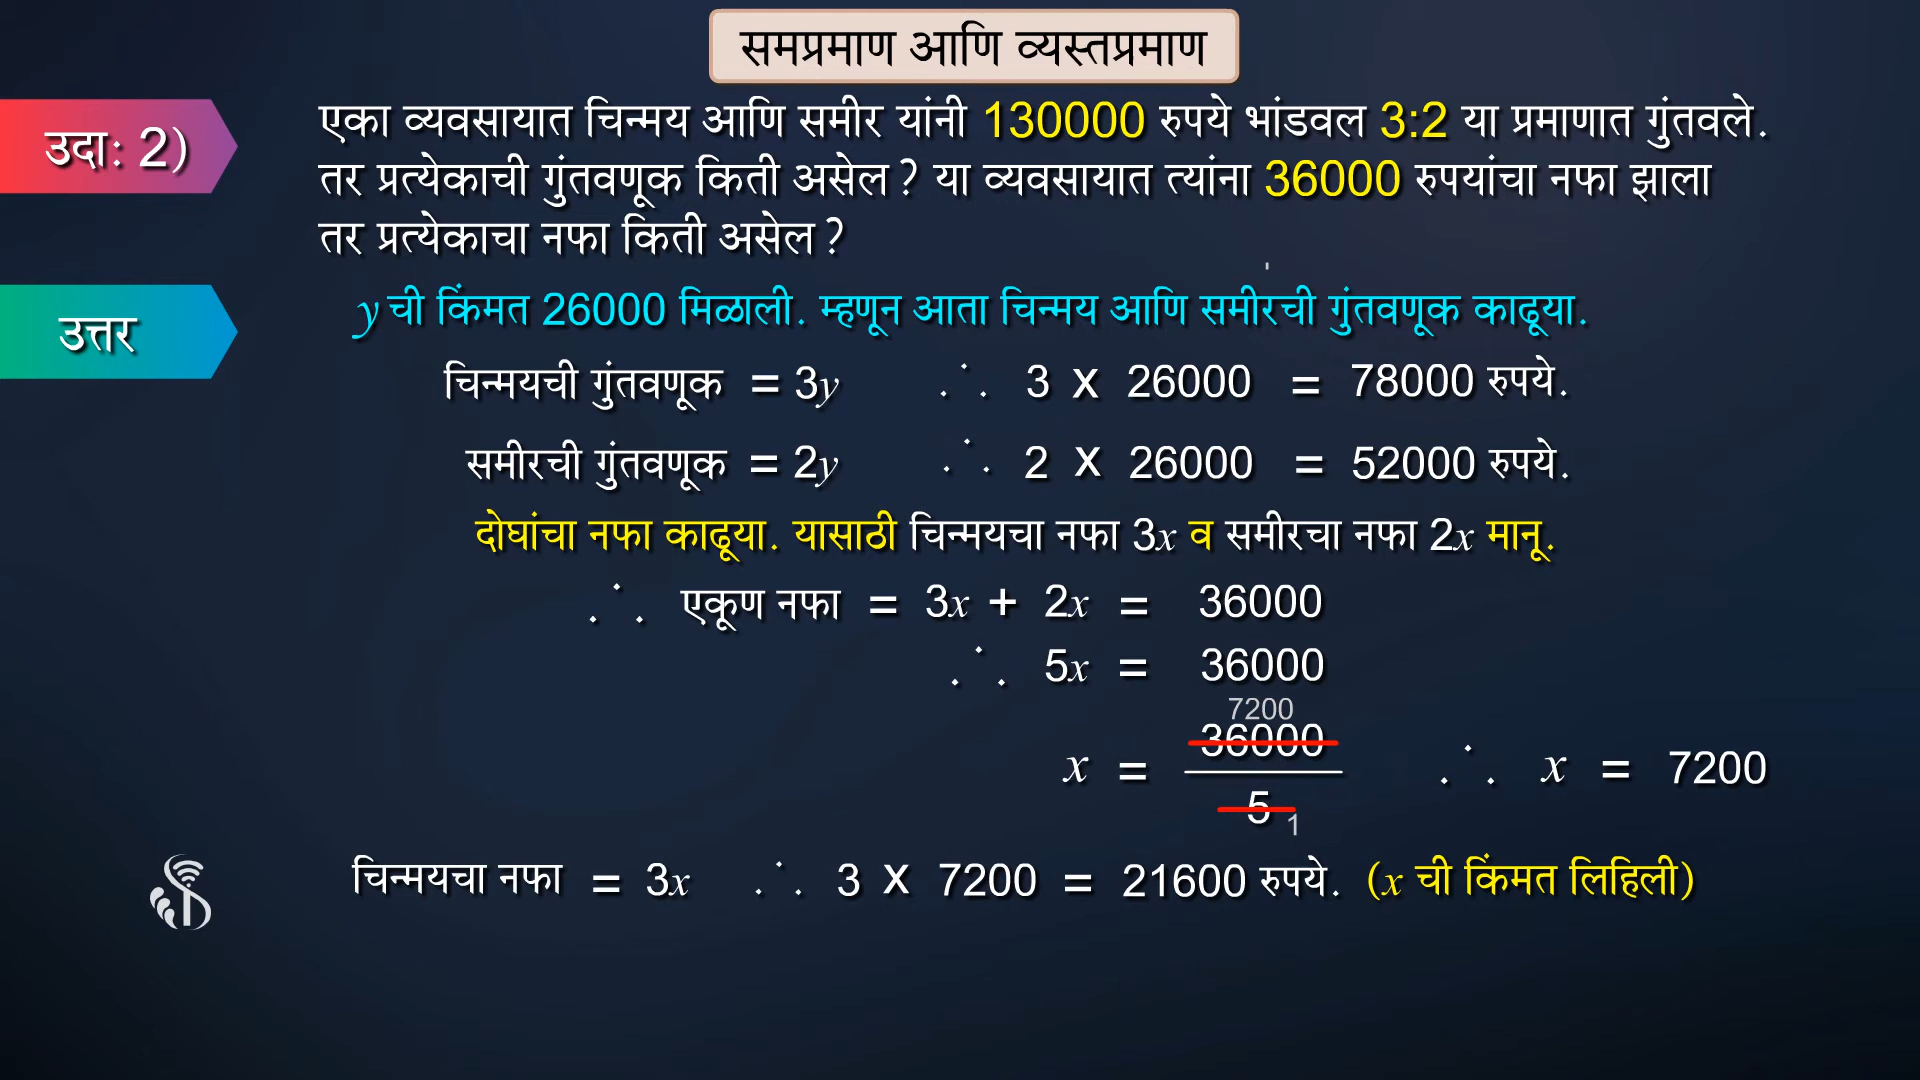 समप्रमाण आणि व्यस्तप्रमाण
उदाः 2)
एका व्यवसायात चिन्मय आणि समीर यांनी 130000 रुपये भांडवल 3:2 या प्रमाणात गुंतवले.
तर प्रत्येकाची गुंतवणूक किती असेल? या व्यवसायात त्यांना 36000 रुपयांचा नफा झाला
तर प्रत्येकाचा नफा किती असेल?
उत्तर
y ची किंमत 26000 मिळाली. म्हणून आता चिन्मय आणि समीरची गुंतवणूक काढूया.
चिन्मयची गुंतवणूक = 3y ∴ 3 x 26000 = 78000 रुपये.
समीरची गुंतवणूक = 2y ∴ 2 x 26000 = 52000 रुपये.
दोघांचा नफा काढूया. यासाठी चिन्मयचा नफा 3x व समीरचा नफा 2x मानू.
∴ एकूण नफा = 3x + 2x = 36000
∴ 5x = 36000
7200
x = 36000 / 5 ∴ x = 7200
1
चिन्मयचा नफा = 3x ∴ 3 x 7200 = 21600 रुपये. (x ची किंमत लिहिली)